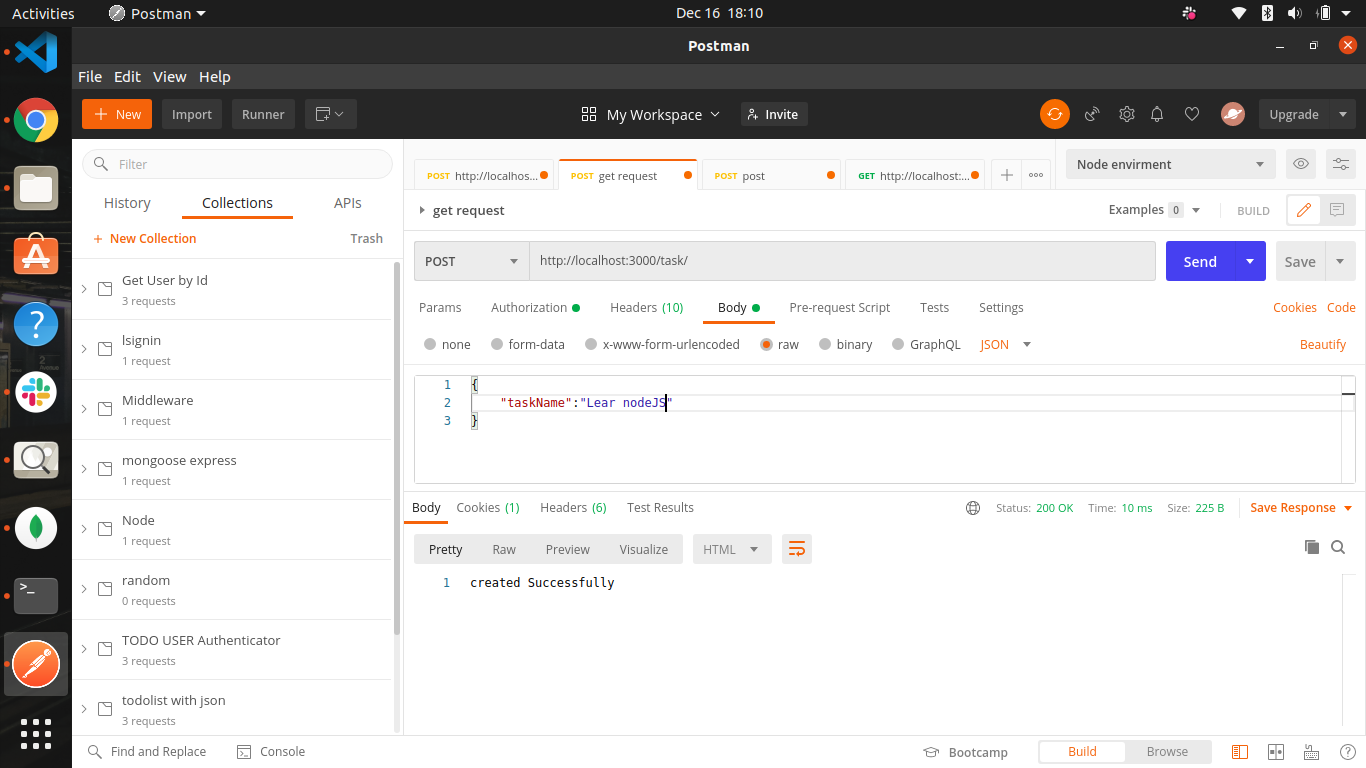 Activities Postman Dec 16 18:10
Postman
File Edit View Help
New Import Runner My Workspace Invite Upgrade
Filter
History Collections APIs
+ New Collection Trash
Get User by Id
3 requests
lsignin
1 request
Middleware
1 request
mongoose express
1 request
Node
1 request
random
0 requests
TODO USER Authenticator
3 requests
todolist with json
3 requests
POST http://localhos... POST get request POST post GET http://localhost:... Node envirment
get request Examples 0 BUILD
POST http://localhost:3000/task/ Send Save
Params Authorization Headers (10) Body Pre-request Script Tests Settings Cookies Code
none form-data x-www-form-urlencoded raw binary GraphQL JSON Beautify
1 {
2 "taskName":"Lear nodeJS"
3 }
Body Cookies (1) Headers (6) Test Results Status: 200 OK Time: 10 ms Size: 225 B Save Response
Pretty Raw Preview Visualize HTML
1 created Successfully
Find and Replace Console Bootcamp Build Browse